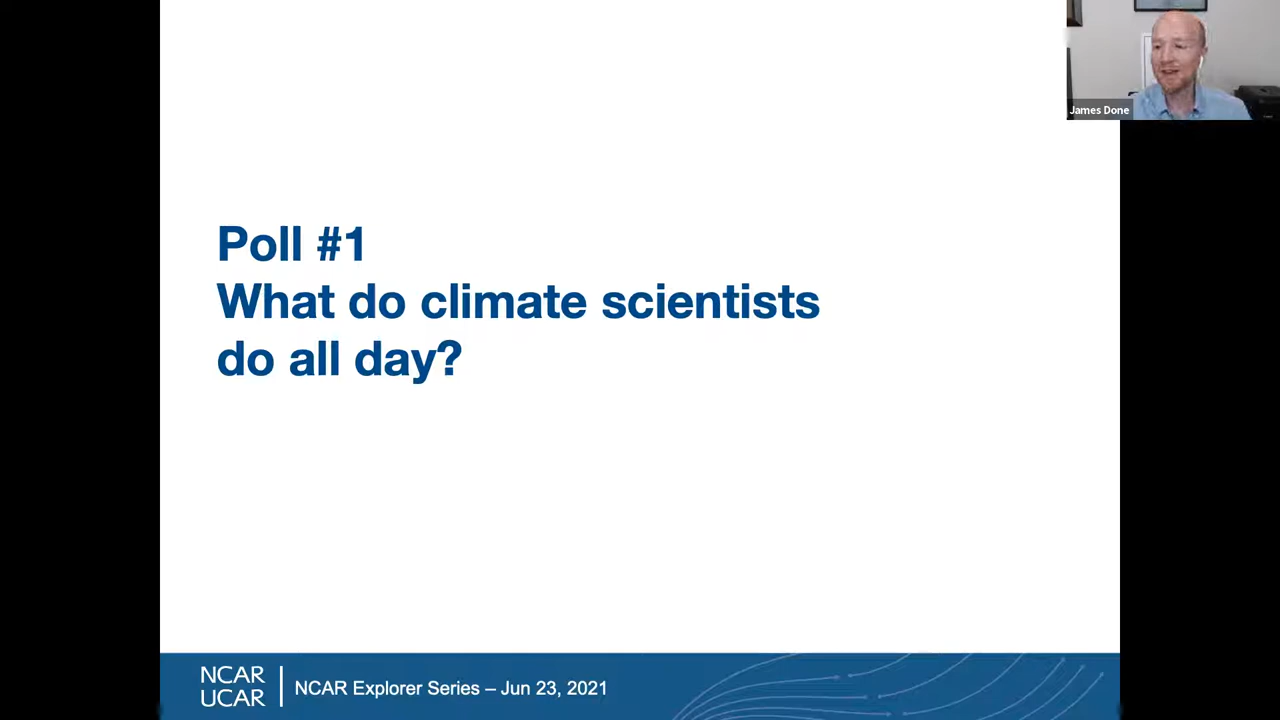 James Done
Poll #1
What do climate scientists
do all day?
NCAR
UCAR
NCAR Explorer Series – Jun 23, 2021